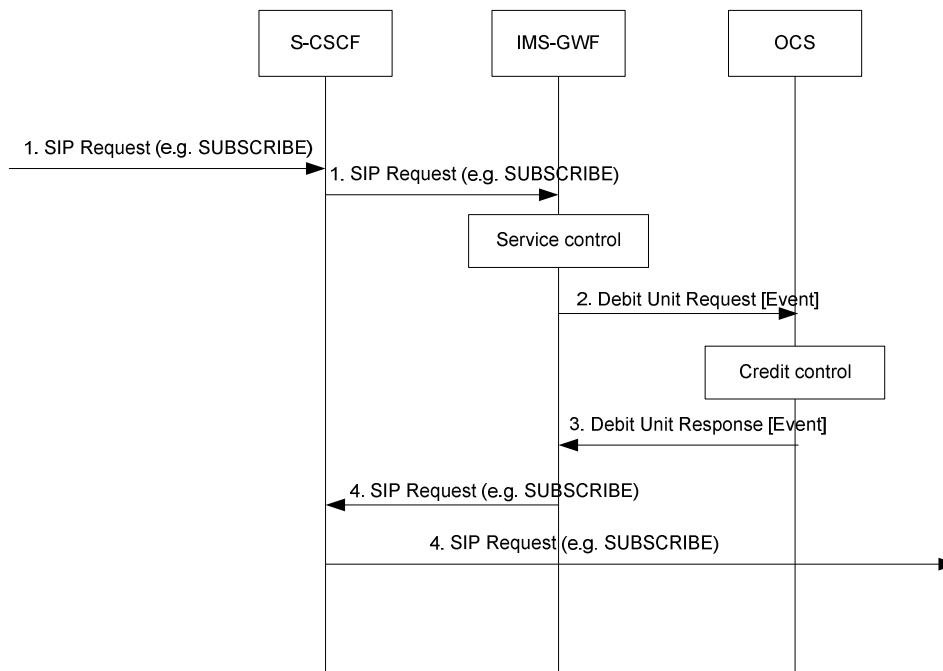 S-CSCF
IMS-GWF
OCS
1. SIP Request (e.g. SUBSCRIBE)
1. SIP Request (e.g. SUBSCRIBE)
Service control
2. Debit Unit Request [Event]
Credit control
3. Debit Unit Response [Event]
4. SIP Request (e.g. SUBSCRIBE)
4. SIP Request (e.g. SUBSCRIBE)